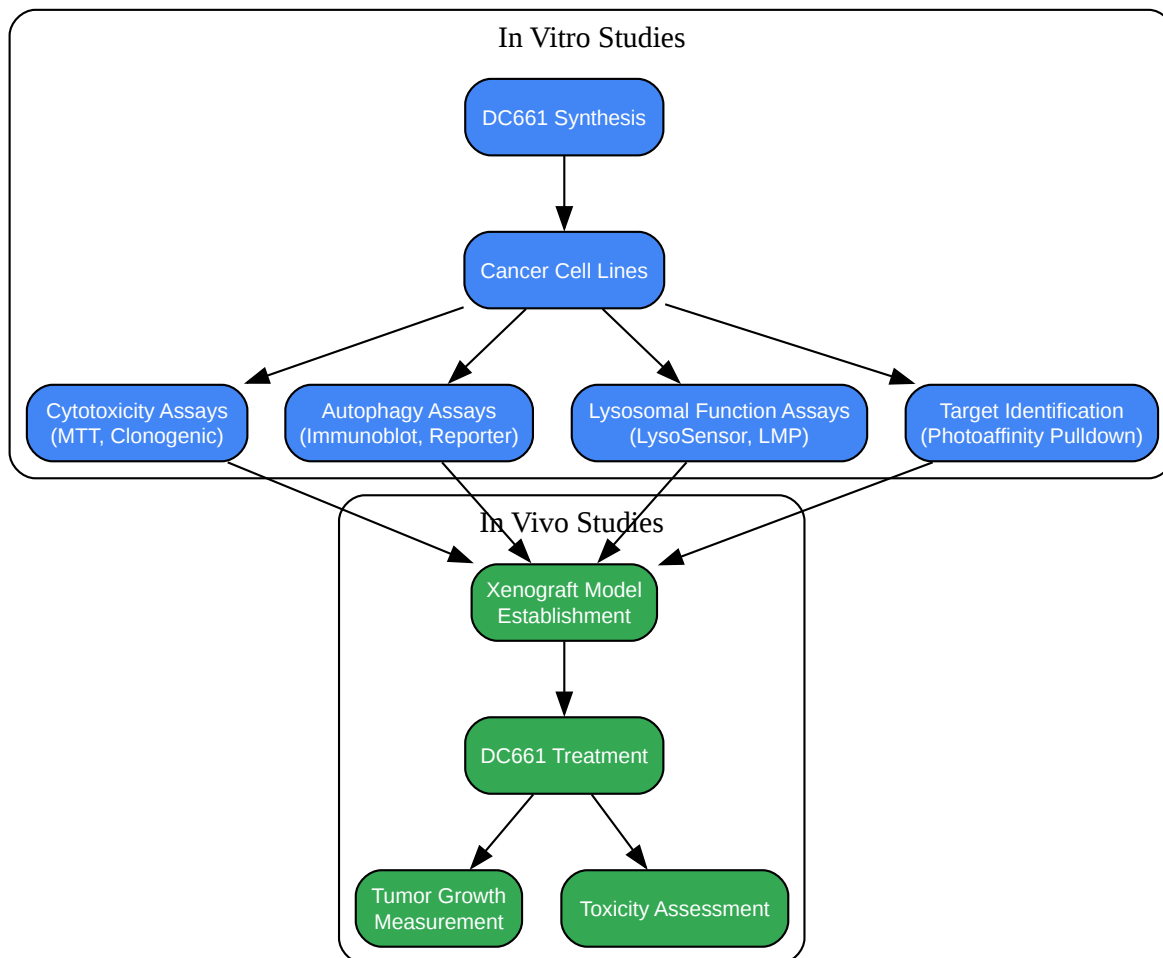 In Vitro Studies
DC661 Synthesis
Cancer Cell Lines
Cytotoxicity Assays
(MTT, Clonogenic)
Autophagy Assays
(Immunoblot, Reporter)
Lysosomal Function Assays
(LysoSensor, LMP)
Target Identification
(Photoaffinity Pulldown)
In Vivo Studies
Xenograft Model
Establishment
DC661 Treatment
Tumor Growth
Measurement
Toxicity Assessment